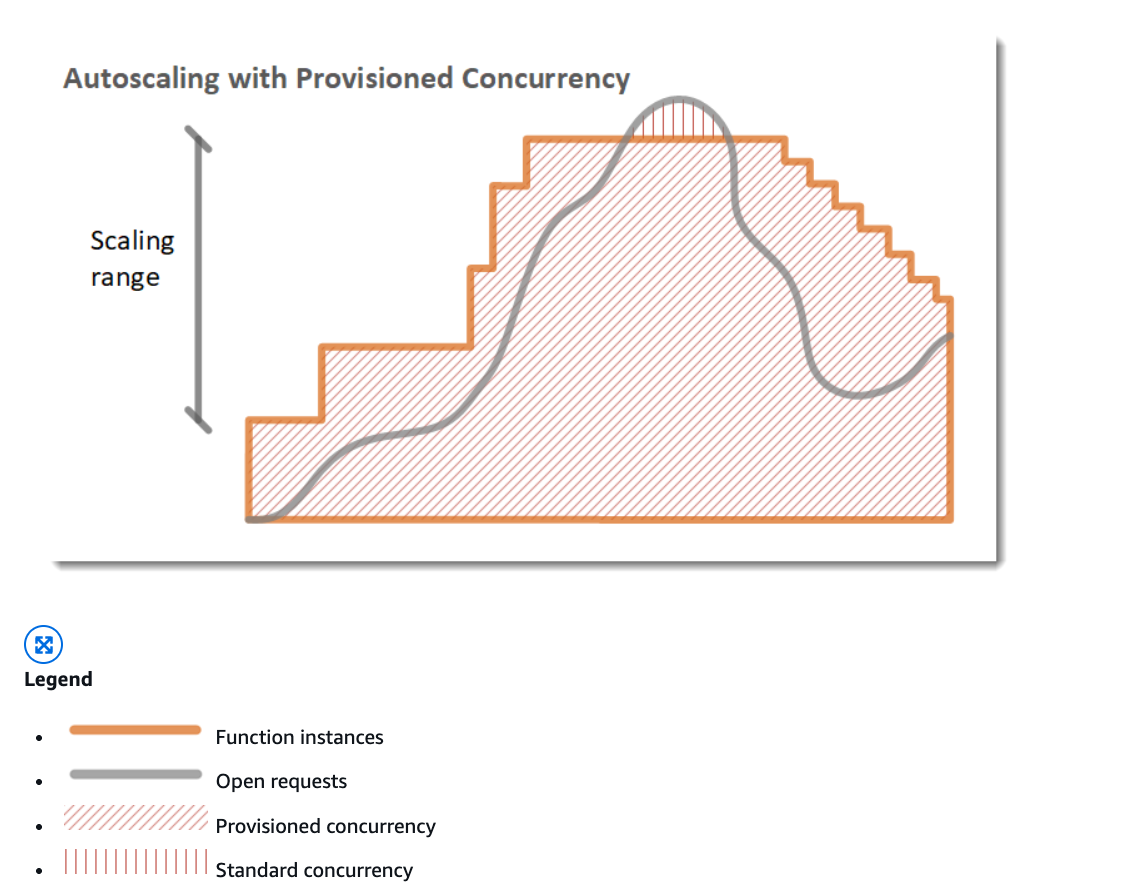 Autoscaling with Provisioned Concurrency
Scaling
range
Legend
Function instances
Open requests
Provisioned concurrency
Standard concurrency